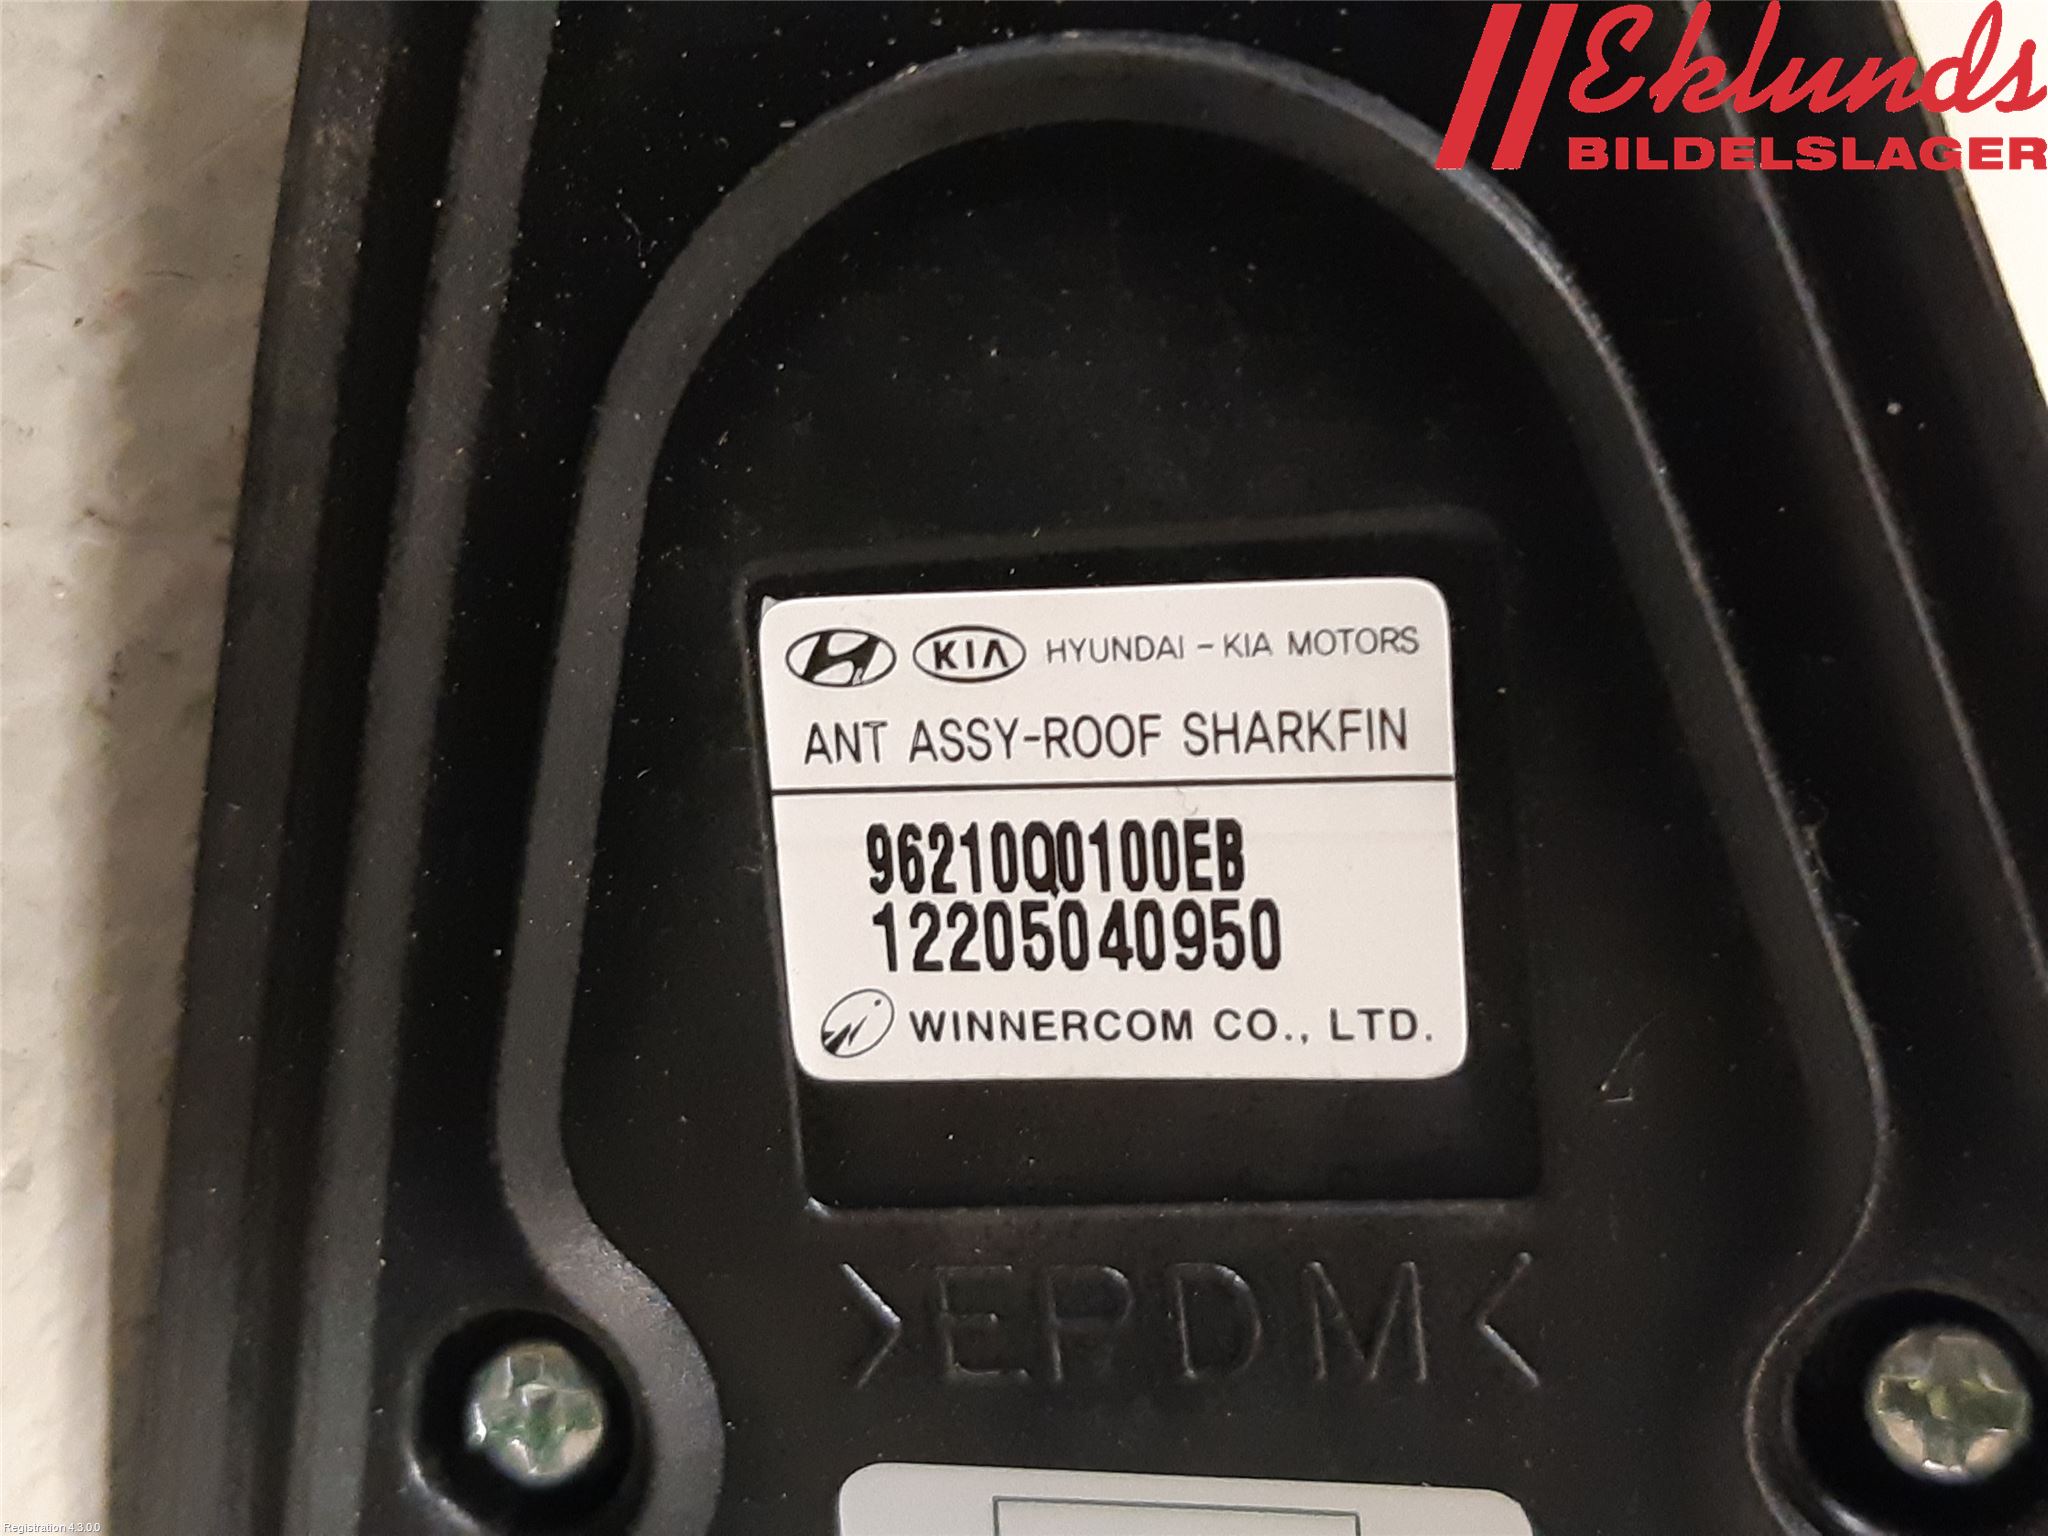 Eklunds
BILDELSLAGER
KIA HYUNDAI - KIA MOTORS
ANT ASSY-ROOF SHARKFIN
96210Q0100EB
12205040950
WINNERCOM CO., LTD.
>EPDM<
Registration 4.3.0.0